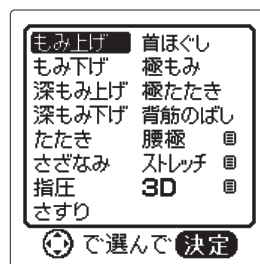 もみ上げ 首ほぐし
もみ下げ 極もみ
深もみ上げ 極たたき
深もみ下げ 背筋のばし
たたき 腰極
さざなみ ストレッチ
指圧 3D
さすり
で選んで 決定